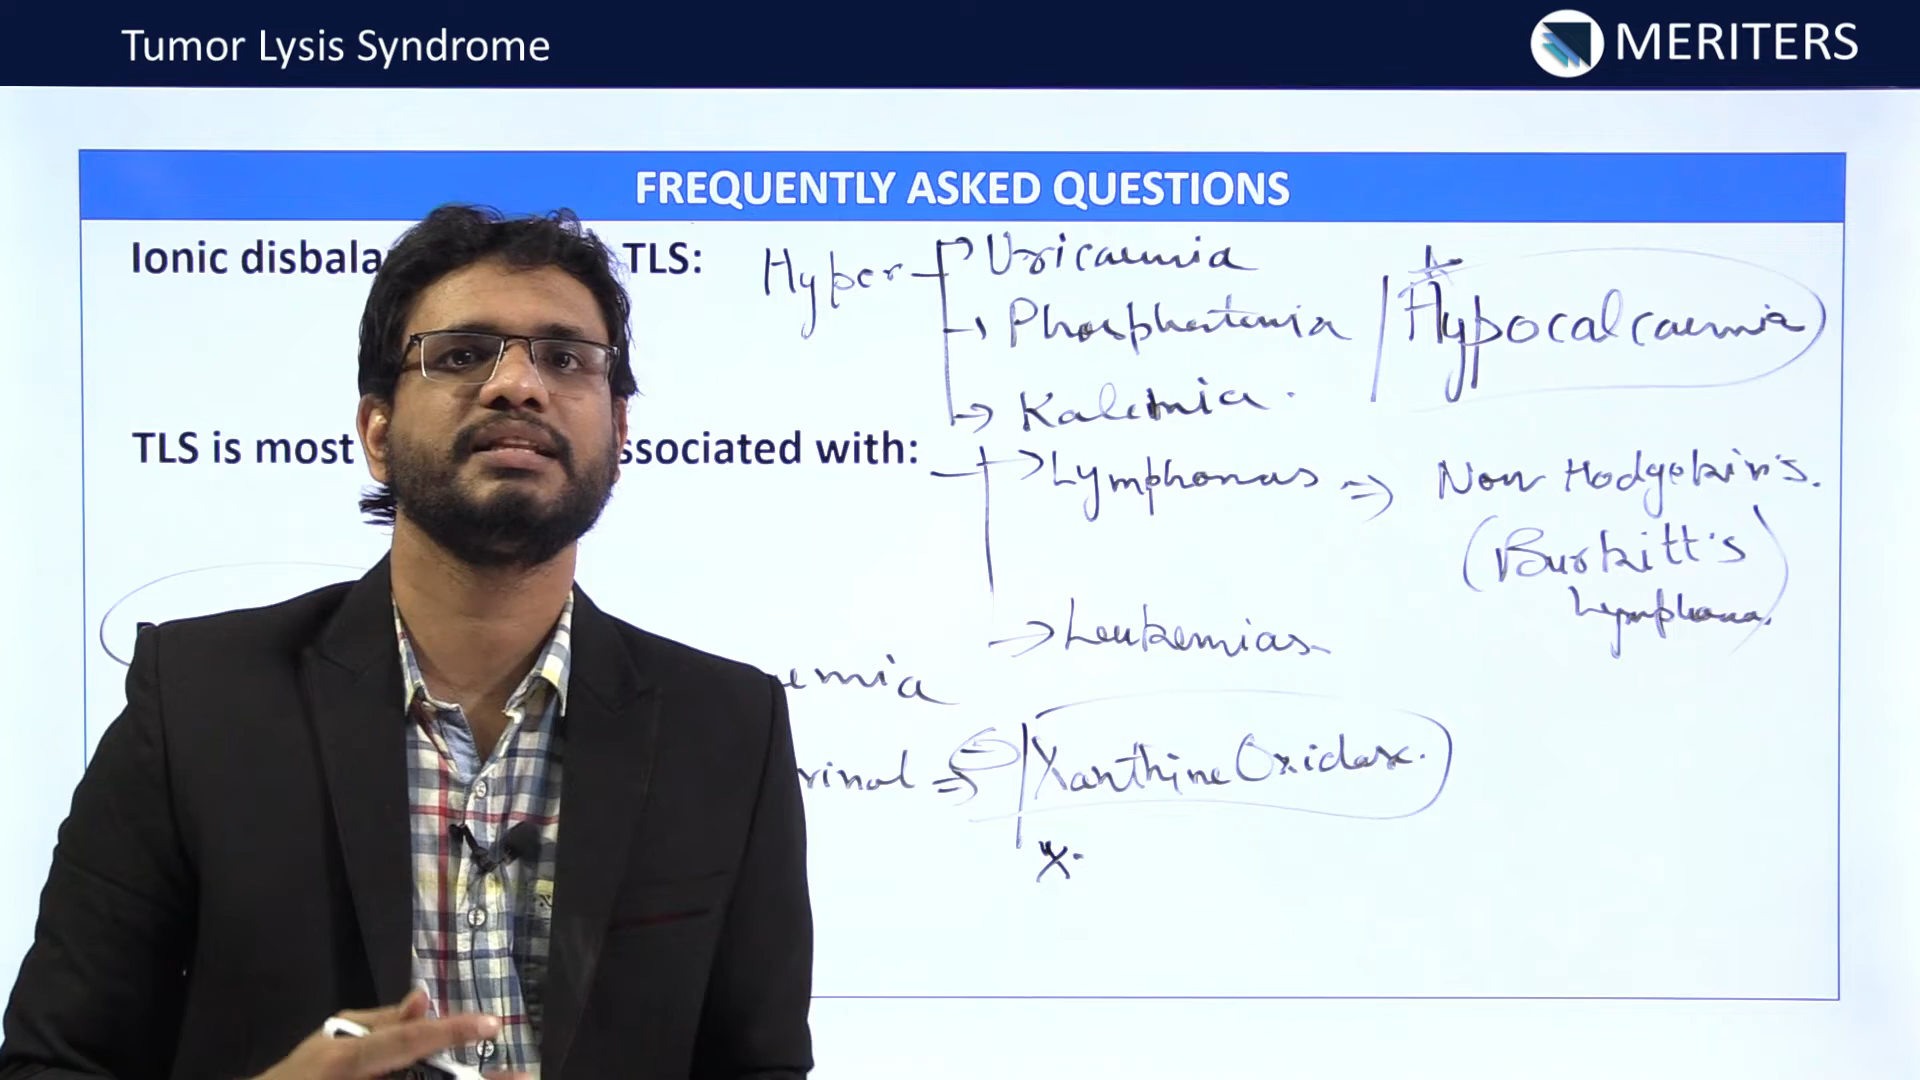 Tumor Lysis Syndrome
MERITERS
FREQUENTLY ASKED QUESTIONS
Ionic disbala TLS: Hyper Uricaemia
Phosphatemia / Hypocalcaemia
Kalemia.
TLS is most ssociated with: Lymphomas => Non Hodgekin's.
(Burkitt's
Lymphoma.)
Leukemias
emia
rinol => Xanthine Oxidase.
X.